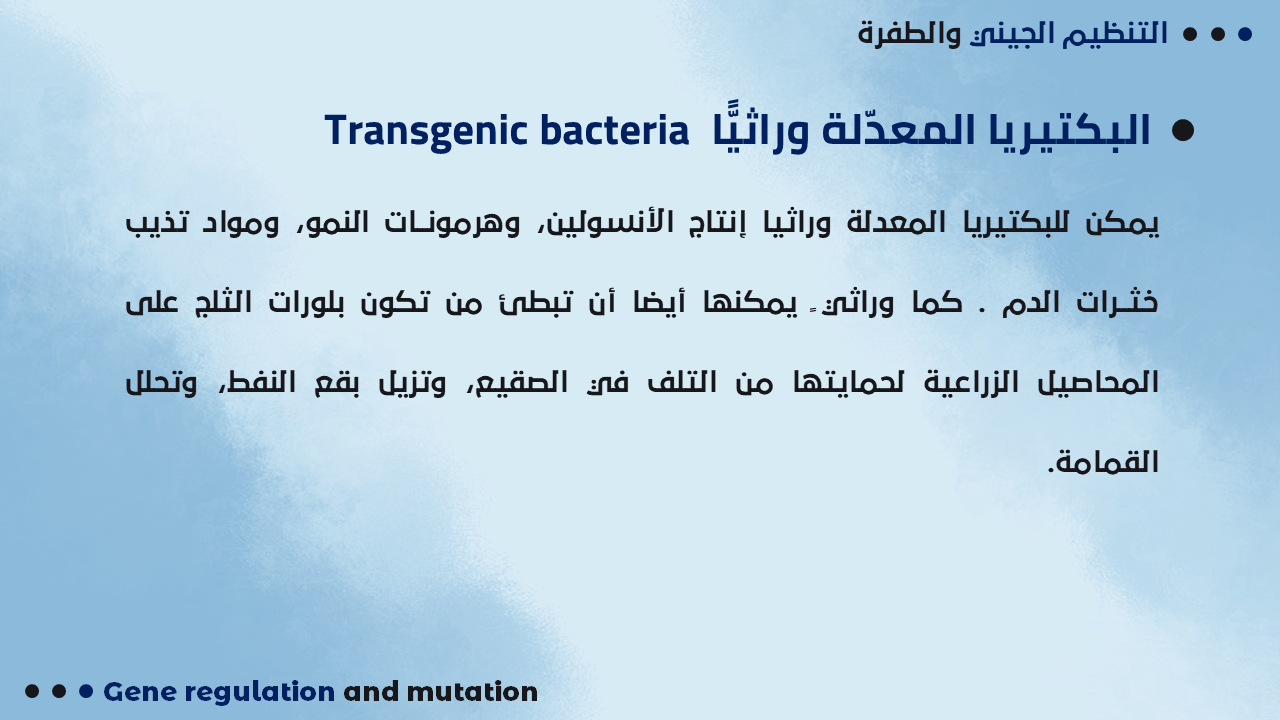 التنظيم الجيني والطفرة
البكتيريا المعدّلة وراثيًّا Transgenic bacteria
يمكن للبكتيريا المعدلة وراثيا إنتاج الأنسولين، وهرمونـات النمو، ومواد تذيب
خثـرات الدم . كما وراثي ً يمكنها أيضا أن تبطئ من تكون بلورات الثلج على
المحاصيل الزراعية لحمايتها من التلف في الصقيع، وتزيل بقع النفط، وتحلل
القمامة.
Gene regulation and mutation